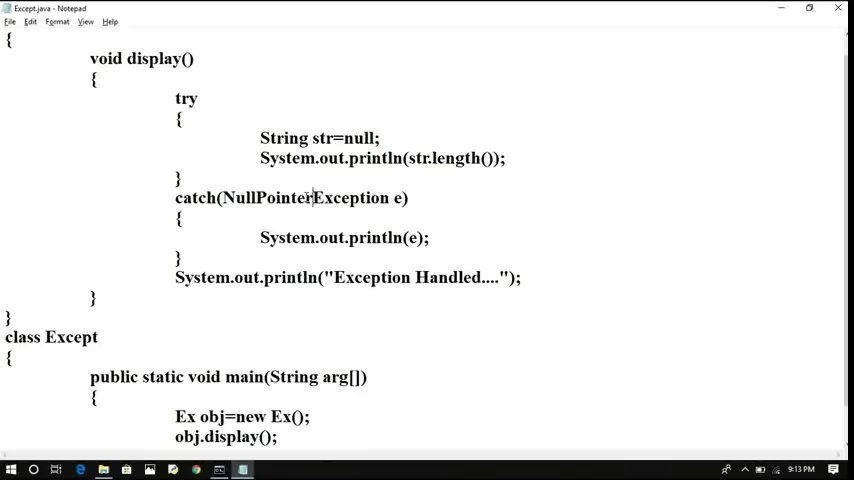 Except.java - Notepad
File Edit Format View Help
{
void display()
{
try
{
String str=null;
System.out.println(str.length());
}
catch(NullPointerException e)
{
System.out.println(e);
}
System.out.println("Exception Handled....");
}
}
class Except
{
public static void main(String arg[])
{
Ex obj=new Ex();
obj.display();
9:13 PM